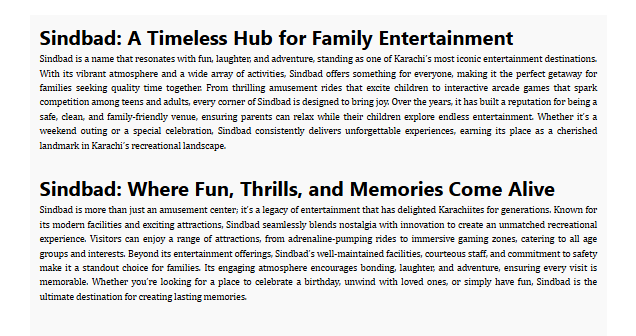 Sindbad: A Timeless Hub for Family Entertainment
Sindbad is a name that resonates with fun, laughter, and adventure, standing as one of Karachi's most iconic entertainment destinations.
With its vibrant atmosphere and a wide array of activities, Sindbad offers something for everyone, making it the perfect getaway for
families seeking quality time together. From thrilling amusement rides that excite children to interactive arcade games that spark
competition among teens and adults, every corner of Sindbad is designed to bring joy. Over the years, it has built a reputation for being a
safe, clean, and family-friendly venue, ensuring parents can relax while their children explore endless entertainment. Whether it's a
weekend outing or a special celebration, Sindbad consistently delivers unforgettable experiences, earning its place as a cherished
landmark in Karachi's recreational landscape.
Sindbad: Where Fun, Thrills, and Memories Come Alive
Sindbad is more than just an amusement center; it's a legacy of entertainment that has delighted Karachiites for generations. Known for
its modern facilities and exciting attractions, Sindbad seamlessly blends nostalgia with innovation to create an unmatched recreational
experience. Visitors can enjoy a range of attractions, from adrenaline-pumping rides to immersive gaming zones, catering to all age
groups and interests. Beyond its entertainment offerings, Sindbad's well-maintained facilities, courteous staff, and commitment to safety
make it a standout choice for families. Its engaging atmosphere encourages bonding, laughter, and adventure, ensuring every visit is
memorable. Whether you're looking for a place to celebrate a birthday, unwind with loved ones, or simply have fun, Sindbad is the
ultimate destination for creating lasting memories.